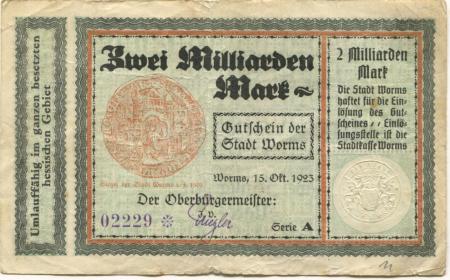 Umlauffähig im ganzen besetzten
hessischen Gebiet
Zwei Milliarden
Mark
Gutschein der
Stadt Worms
Worms, 15. Okt. 1923
Der Oberbürgermeister:
J. V.
02229 *
Serie A
2 Milliarden
Mark
Die Stadt Worms
haftet für die Ein-
lösung des Gut-
scheines . . Einlö-
sungsstelle ist die
Stadtkasse Worms